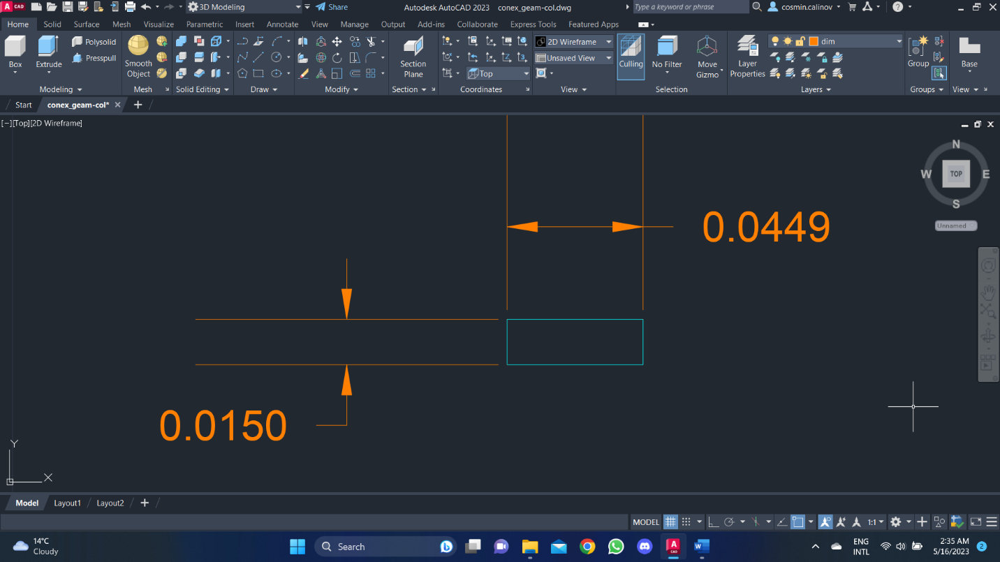 A CAD 3D Modeling Share Autodesk AutoCAD 2023 conex_geam-col.dwg Type a keyword or phrase cosmin.calinov
Home Solid Surface Mesh Visualize Parametric Insert Annotate View Manage Output Add-ins Collaborate Express Tools Featured Apps
Box Extrude Polysolid Presspull Smooth Object Section Plane 2D Wireframe Unsaved View Top Culling No Filter Move Gizmo Layer Properties dim Group Base
Modeling Mesh Solid Editing Draw Modify Section Coordinates View Selection Layers Groups View
Start conex_geam-col*
[−][Top][2D Wireframe]
N
W TOP E
S
Unnamed
0.0449
0.0150
Y
X
Model Layout1 Layout2
MODEL 1:1
14°C
Cloudy
Search
A CAD
W
ENG
INTL
2:35 AM
5/16/2023
2